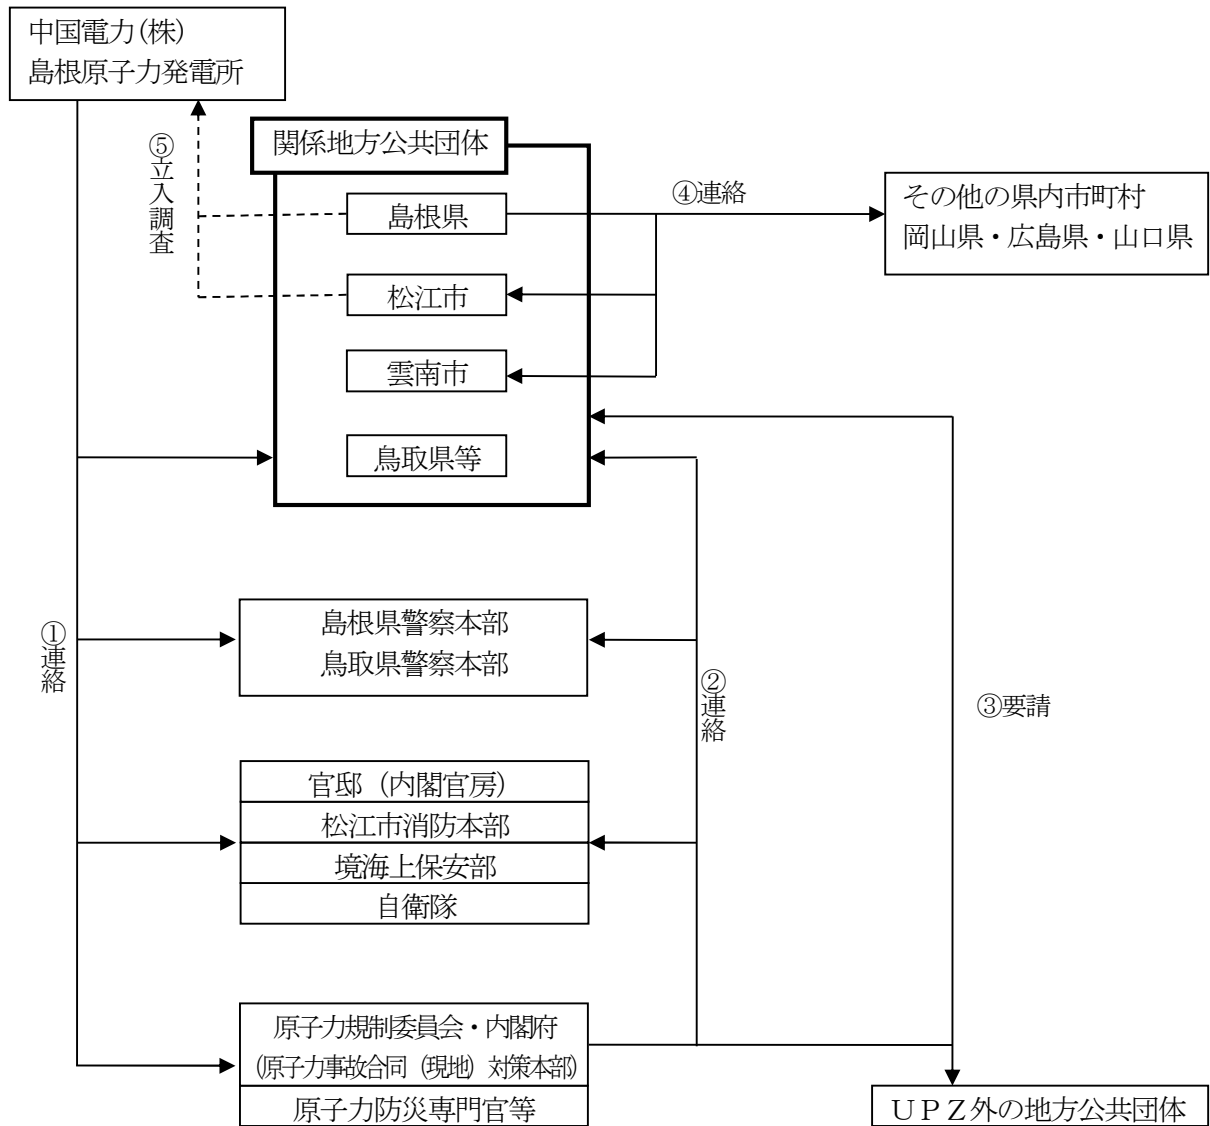 中国電力(株)
島根原子力発電所
関係地方公共団体
⑤立入調査
島根県
④連絡
その他の県内市町村
岡山県・広島県・山口県
松江市
雲南市
鳥取県等
①連絡
島根県警察本部
鳥取県警察本部
②連絡
③要請
官邸（内閣官房）
松江市消防本部
境海上保安部
自衛隊
原子力規制委員会・内閣府
(原子力事故合同（現地）対策本部)
原子力防災専門官等
ＵＰＺ外の地方公共団体